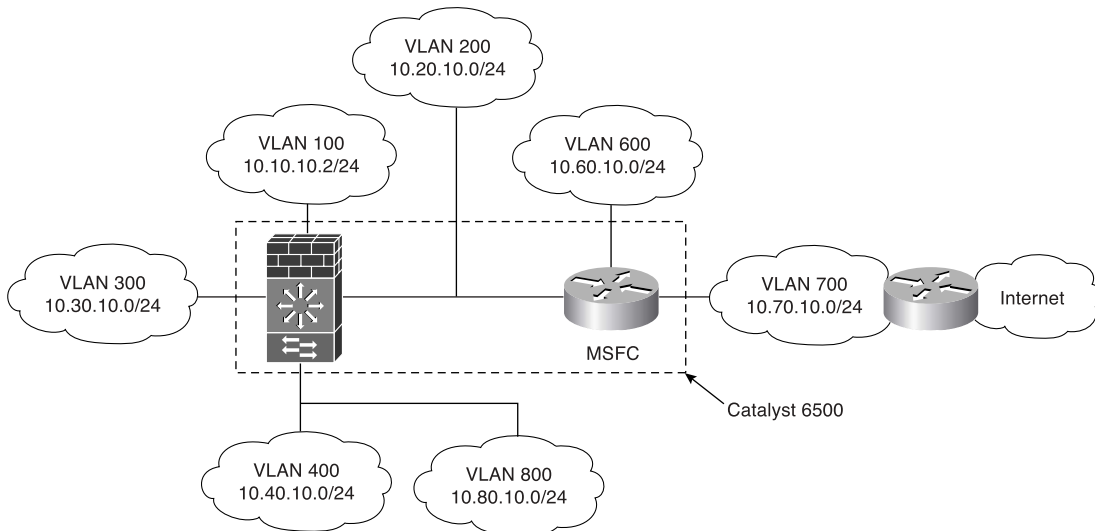 VLAN 200
10.20.10.0/24
VLAN 100
10.10.10.2/24
VLAN 600
10.60.10.0/24
VLAN 300
10.30.10.0/24
VLAN 700
10.70.10.0/24
Internet
MSFC
Catalyst 6500
VLAN 400
10.40.10.0/24
VLAN 800
10.80.10.0/24